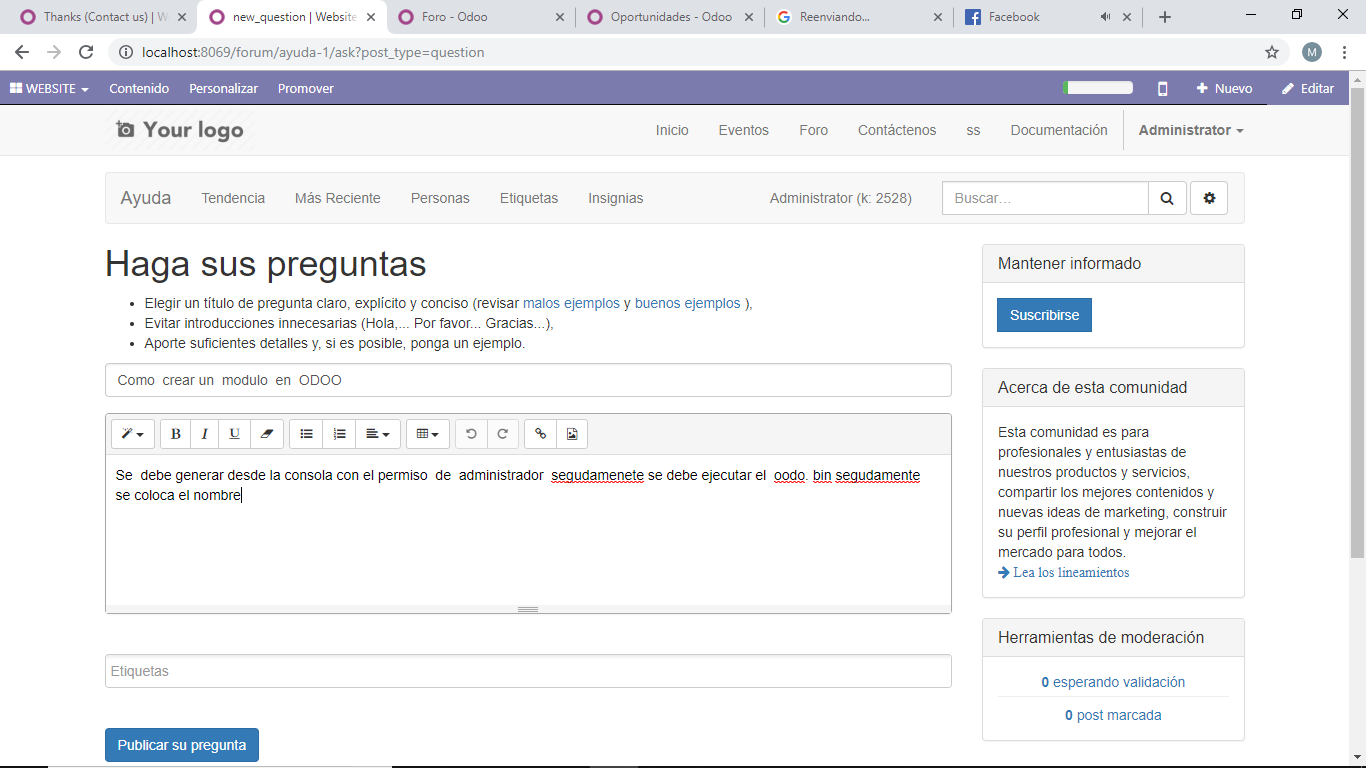 Thanks (Contact us) | W
new_question | Website
Foro - Odoo
Oportunidades - Odoo
Reenviando...
Facebook
localhost:8069/forum/ayuda-1/ask?post_type=question
M
WEBSITE
Contenido
Personalizar
Promover
Nuevo
Editar
Your logo
Inicio
Eventos
Foro
Contáctenos
ss
Documentación
Administrator
Ayuda
Tendencia
Más Reciente
Personas
Etiquetas
Insignias
Administrator (k: 2528)
Buscar...
Haga sus preguntas
Elegir un título de pregunta claro, explícito y conciso (revisar malos ejemplos y buenos ejemplos ),
Evitar introducciones innecesarias (Hola,... Por favor... Gracias...),
Aporte suficientes detalles y, si es posible, ponga un ejemplo.
Como  crear un  modulo  en  ODOO
B I U
Se  debe generar desde la consola con el permiso  de  administrador  segudamenete se debe ejecutar el  oodo. bin segudamente
se coloca el nombre
Etiquetas
Publicar su pregunta
Mantener informado
Suscribirse
Acerca de esta comunidad
Esta comunidad es para
profesionales y entusiastas de
nuestros productos y servicios,
compartir los mejores contenidos y
nuevas ideas de marketing, construir
su perfil profesional y mejorar el
mercado para todos.
Lea los lineamientos
Herramientas de moderación
0 esperando validación
0 post marcada